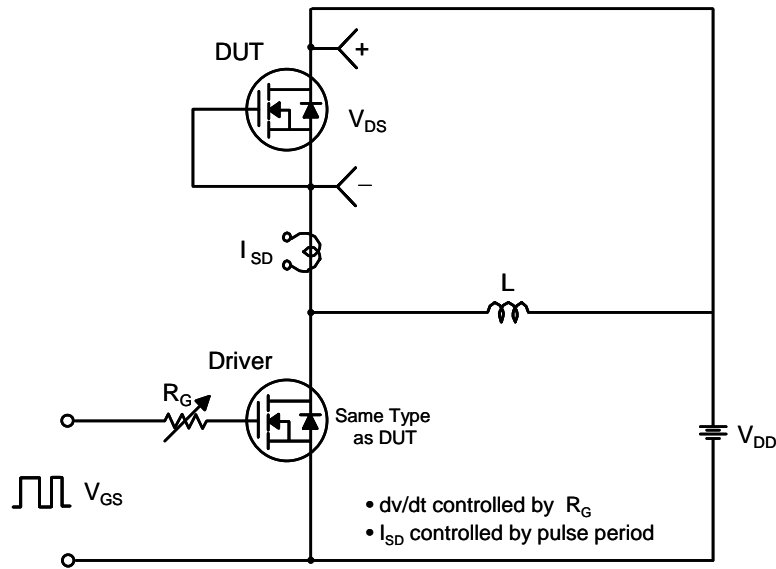 DUT
+
V_DS
–
I_SD
L
Driver
R_G
Same Type
as DUT
V_DD
V_GS
• dv/dt controlled by R_G
• I_SD controlled by pulse period